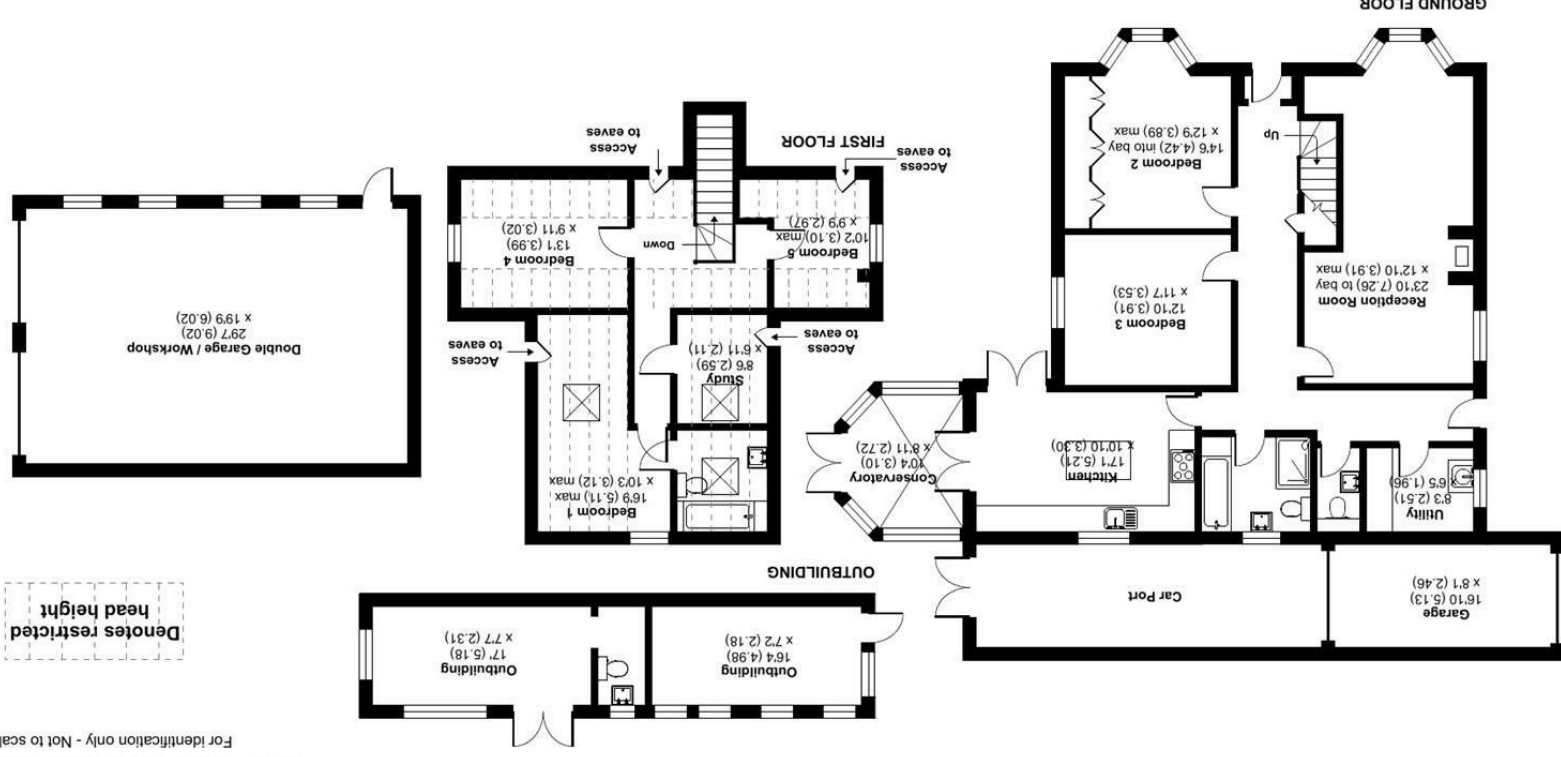 For identification only - Not to scal
Denotes restricted
head height
Outbuilding
16'4 (4.98)
x 7'2 (2.18)
Outbuilding
17' (5.18)
x 7'7 (2.31)
OUTBUILDING
Garage
16'10 (5.13)
x 8'1 (2.46)
Car Port
Utility
8'3 (2.51)
x 6'5 (1.96)
Kitchen
17'1 (5.21)
x 10'10 (3.30)
Conservatory
10'4 (3.10)
x 8'11 (2.72)
Bedroom 1
16'9 (5.11) max
x 10'3 (3.12) max
Study
8'6 (2.59)
x 6'11 (2.11)
Access
to eaves
Access
to eaves
Double Garage / Workshop
29'7 (9.02)
x 19'9 (6.02)
Reception Room
23'10 (7.26) to bay
x 12'10 (3.91) max
Bedroom 3
12'10 (3.91)
x 11'7 (3.53)
Bedroom 5
10'2 (3.10) max
x 9'9 (2.97)
Down
Bedroom 4
13'1 (3.99)
x 9'11 (3.02)
Bedroom 2
14'6 (4.42) into bay
x 12'9 (3.89) max
Up
Access
to eaves
FIRST FLOOR
Access
to eaves
GROUND FLOOR